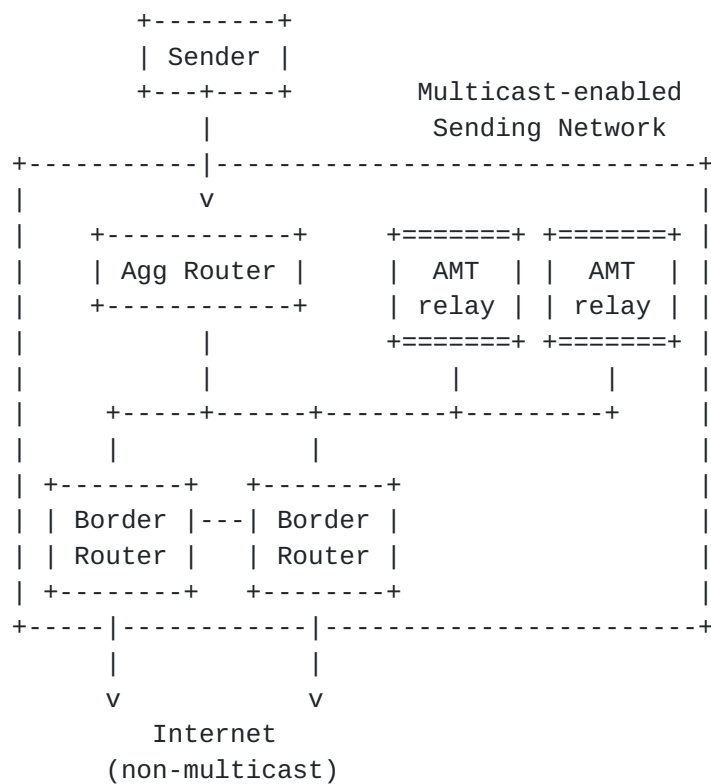 Sender
Multicast-enabled
Sending Network
v
Agg Router
AMT relay
AMT relay
Border Router
Border Router
v v
Internet
(non-multicast)